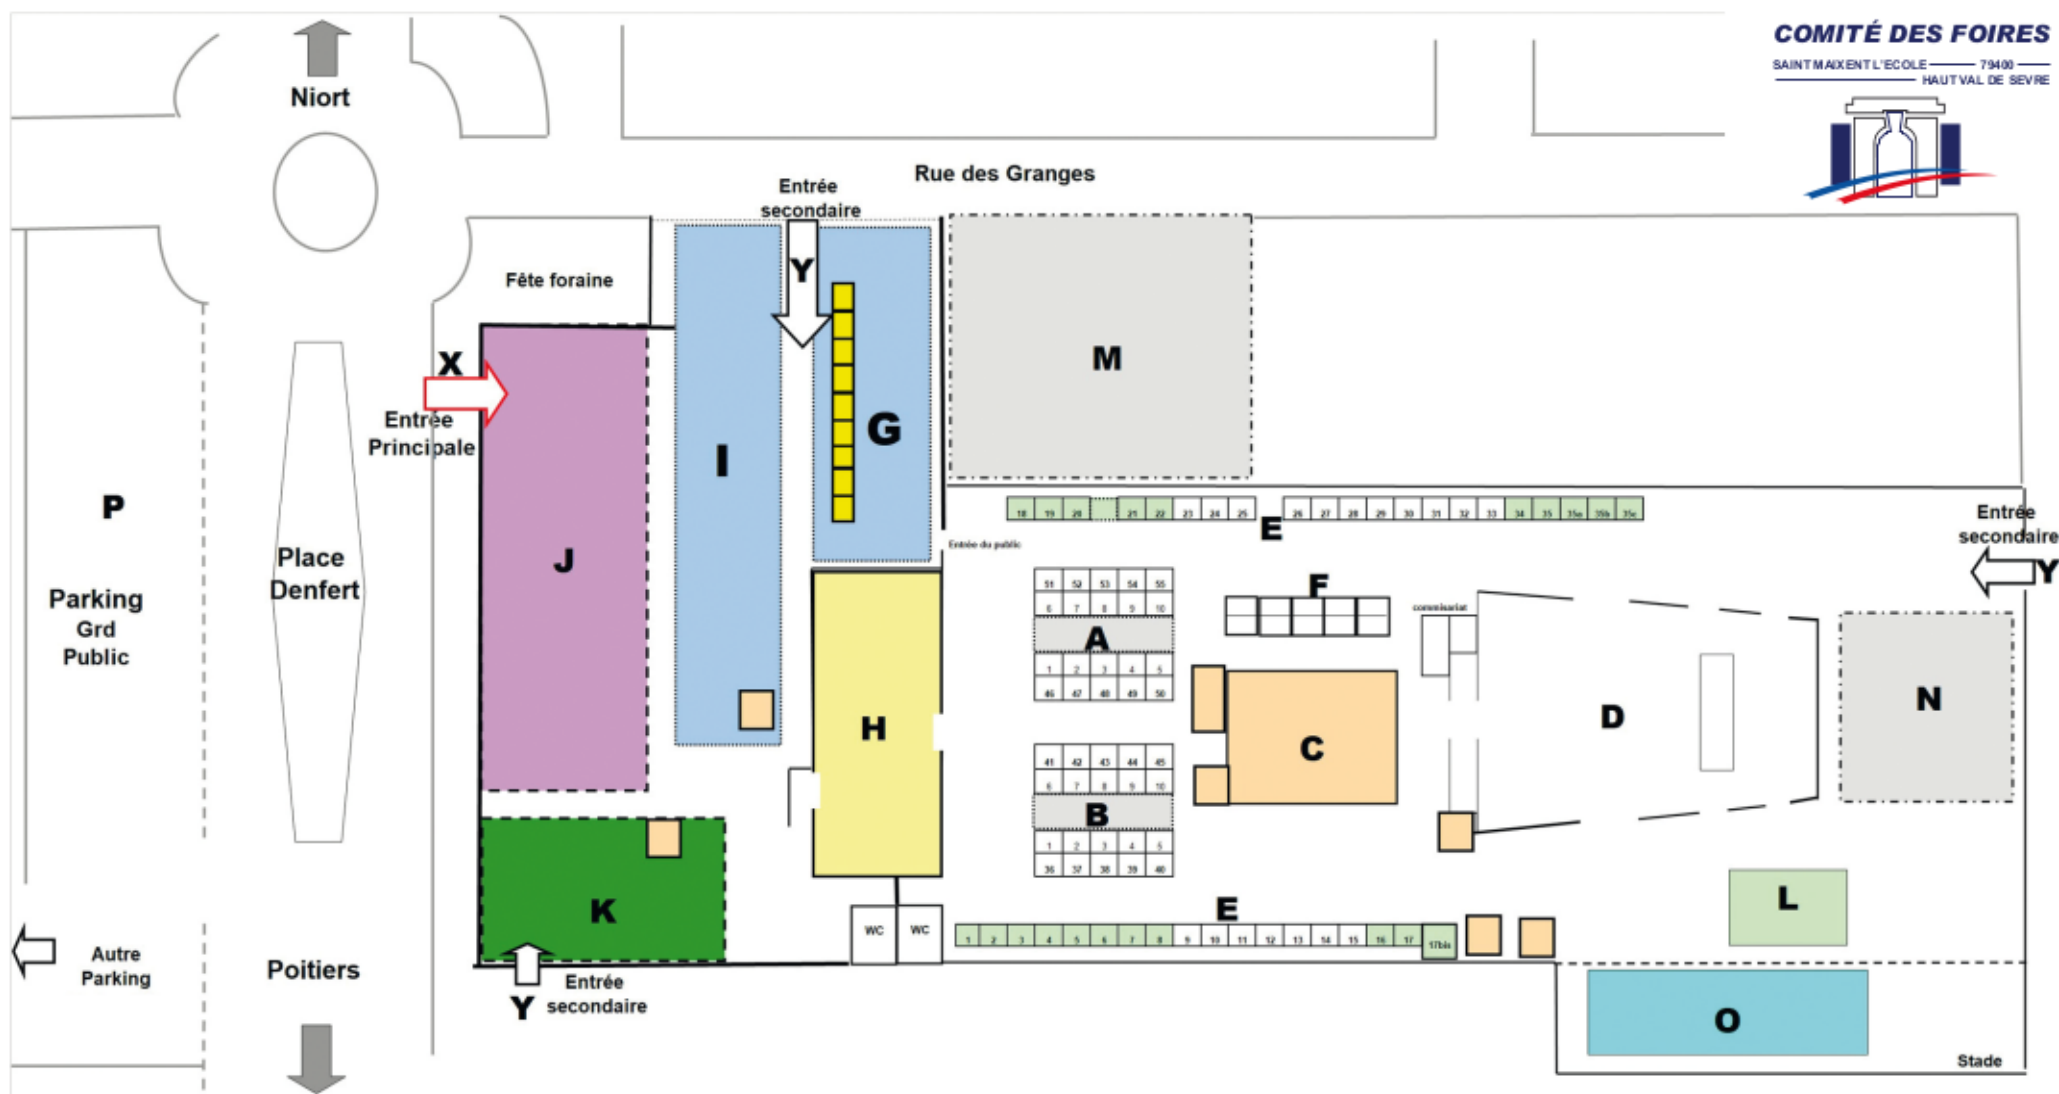 COMITÉ DES FOIRES
SAINT MAIXENT L'ECOLE 79400
HAUT VAL DE SEVRE
Niort
Rue des Granges
Entrée
secondaire
Y
Fête foraine
M
X
Entrée
Principale
I
G
P
Parking
Grd
Public
Place
Denfert
J
18 19 20 21 22 23 24 25 26 27 28 29 30 31 32 33 34 35 35a 35b 35c
E
Entrée
secondaire
Y
Entrée du public
51 52 53 54 55
6 7 8 9 10
A
1 2 3 4 5
46 47 48 49 50
F
commisariat
H
C
D
N
41 42 43 44 45
6 7 8 9 10
B
1 2 3 4 5
36 37 38 39 40
K
WC WC
E
1 2 3 4 5 6 7 8 9 10 11 12 13 14 15 16 17 17bis
L
Autre
Parking
Poitiers
Y
Entrée
secondaire
O
Stade